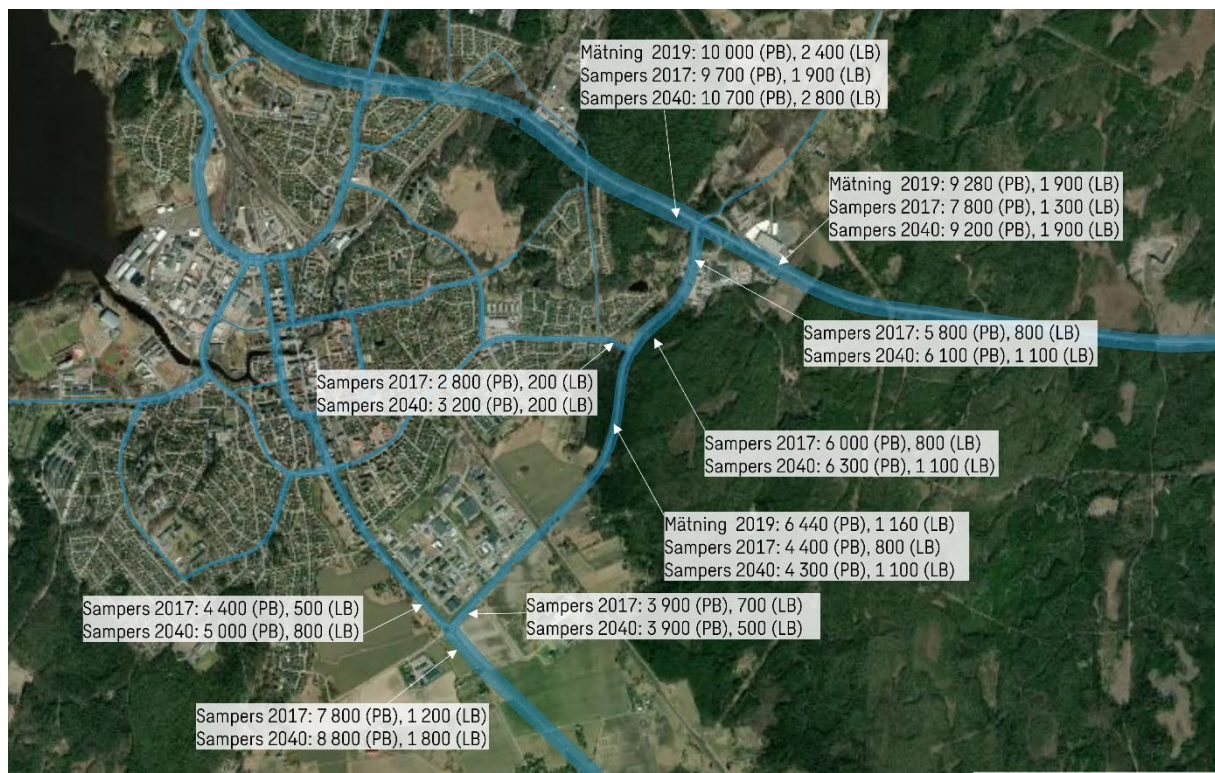 Mätning 2019: 10 000 (PB), 2 400 (LB)
Sampers 2017: 9 700 (PB), 1 900 (LB)
Sampers 2040: 10 700 (PB), 2 800 (LB)
Mätning 2019: 9 280 (PB), 1 900 (LB)
Sampers 2017: 7 800 (PB), 1 300 (LB)
Sampers 2040: 9 200 (PB), 1 900 (LB)
Sampers 2017: 5 800 (PB), 800 (LB)
Sampers 2040: 6 100 (PB), 1 100 (LB)
Sampers 2017: 2 800 (PB), 200 (LB)
Sampers 2040: 3 200 (PB), 200 (LB)
Sampers 2017: 6 000 (PB), 800 (LB)
Sampers 2040: 6 300 (PB), 1 100 (LB)
Mätning 2019: 6 440 (PB), 1 160 (LB)
Sampers 2017: 4 400 (PB), 800 (LB)
Sampers 2040: 4 300 (PB), 1 100 (LB)
Sampers 2017: 4 400 (PB), 500 (LB)
Sampers 2040: 5 000 (PB), 800 (LB)
Sampers 2017: 3 900 (PB), 700 (LB)
Sampers 2040: 3 900 (PB), 500 (LB)
Sampers 2017: 7 800 (PB), 1 200 (LB)
Sampers 2040: 8 800 (PB), 1 800 (LB)